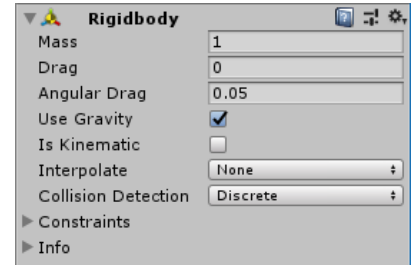 Rigidbody
Mass 1
Drag 0
Angular Drag 0.05
Use Gravity
Is Kinematic
Interpolate None
Collision Detection Discrete
Constraints
Info